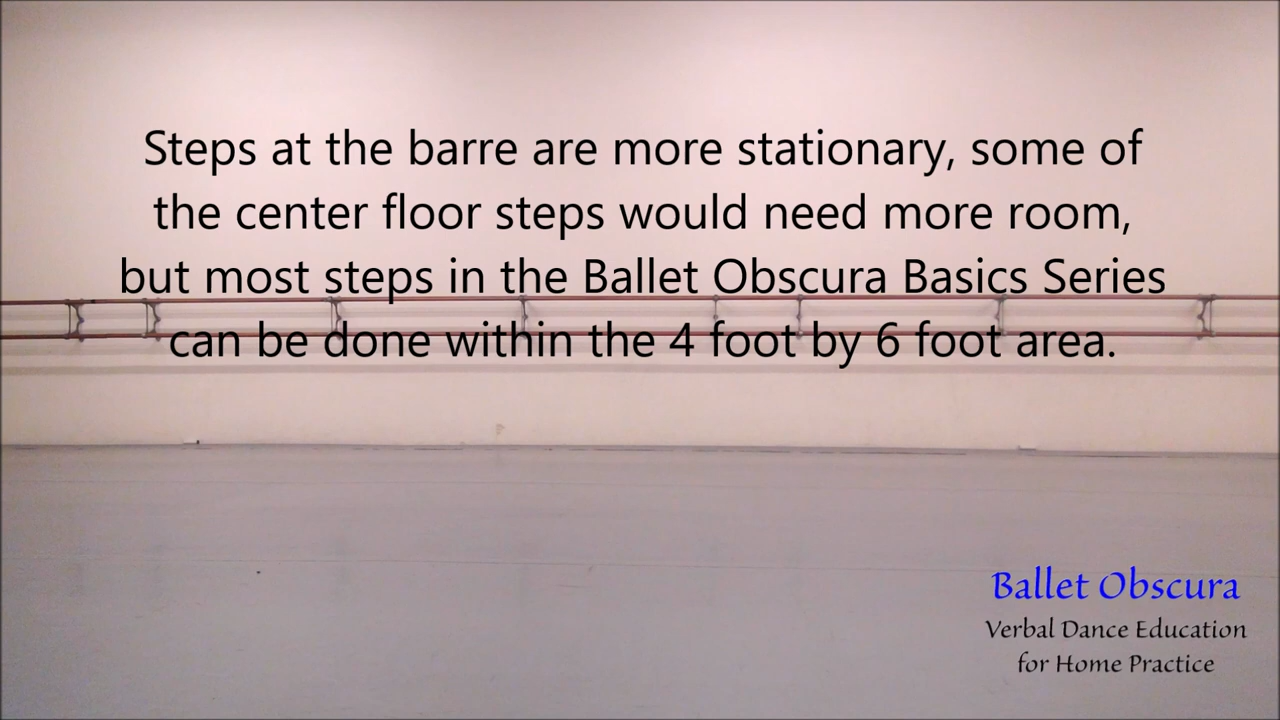 Steps at the barre are more stationary, some of
the center floor steps would need more room,
but most steps in the Ballet Obscura Basics Series
can be done within the 4 foot by 6 foot area.
Ballet Obscura
Verbal Dance Education
for Home Practice